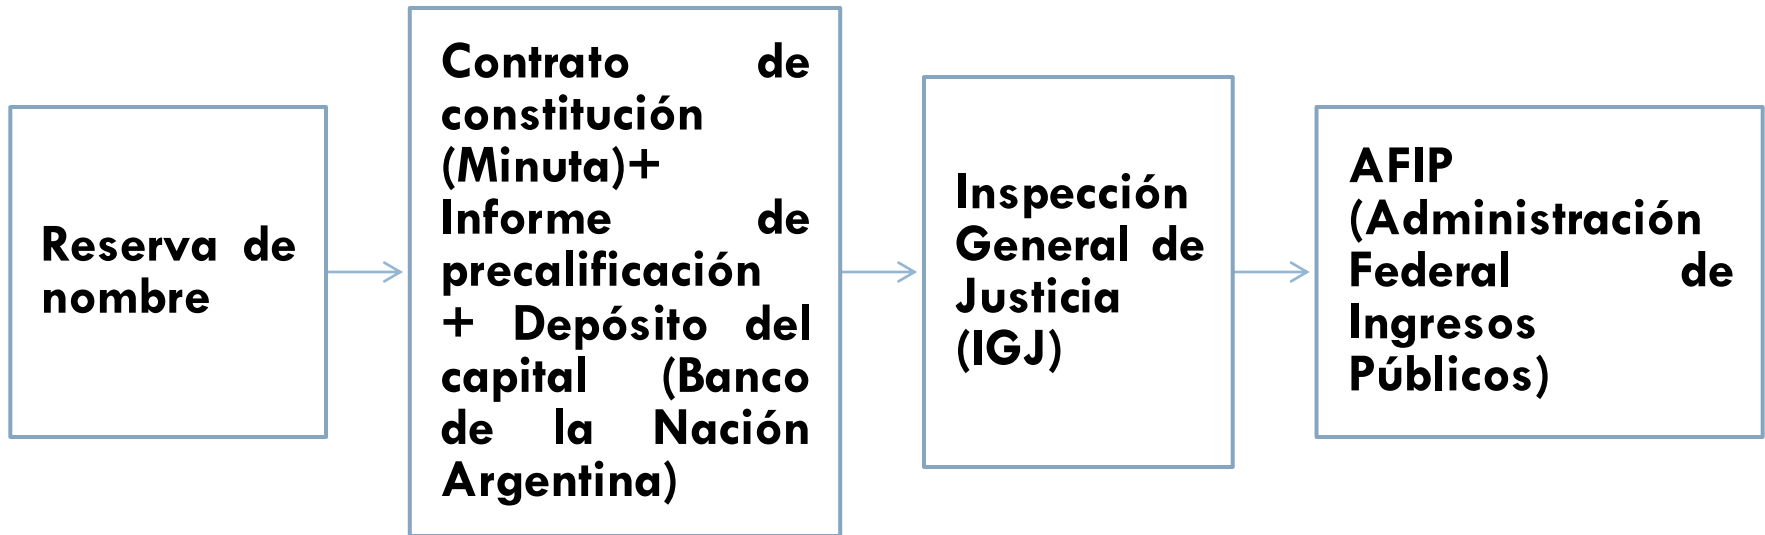 Reserva de
nombre
Contrato de
constitución
(Minuta)+
Informe de
precalificación
+ Depósito del
capital (Banco
de la Nación
Argentina)
Inspección
General de
Justicia
(IGJ)
AFIP
(Administración
Federal de
Ingresos
Públicos)